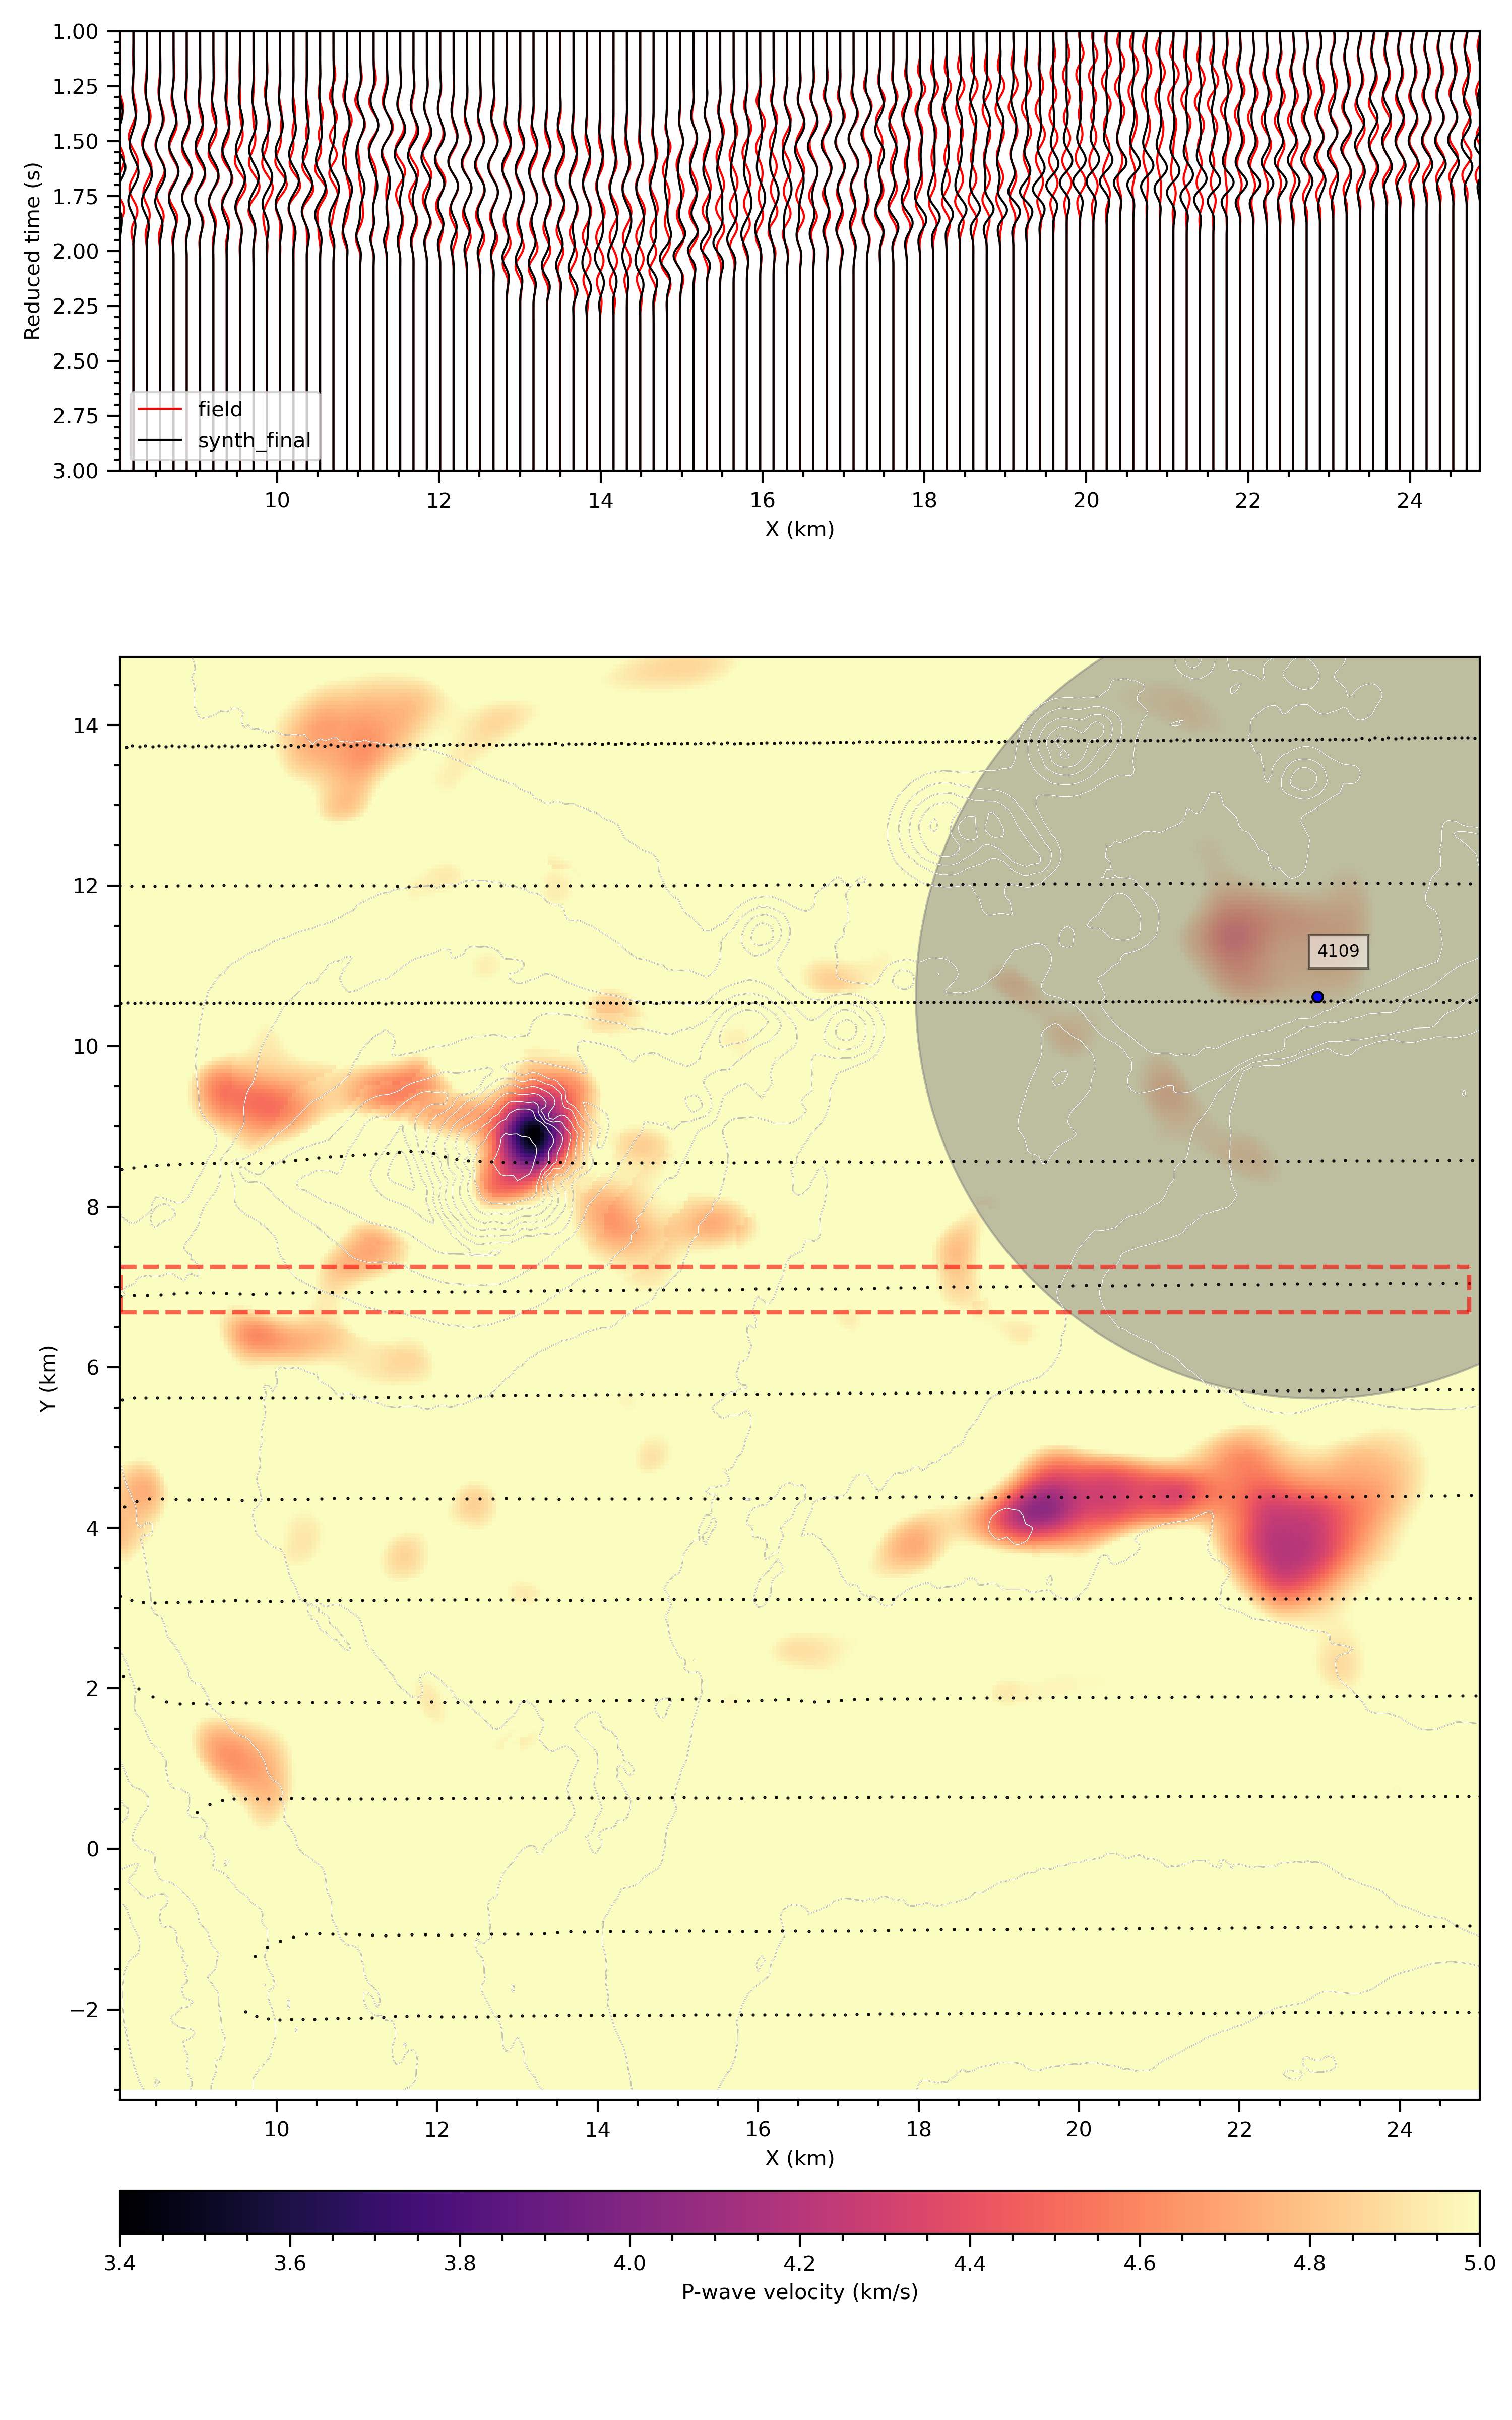 1.00
1.25
1.50
1.75
2.00
2.25
2.50
2.75
3.00
Reduced time (s)
field
synth_final
10 12 14 16 18 20 22 24
X (km)
14
12
10
8
6
4
2
0
−2
Y (km)
4109
10 12 14 16 18 20 22 24
X (km)
3.4 3.6 3.8 4.0 4.2 4.4 4.6 4.8 5.0
P-wave velocity (km/s)